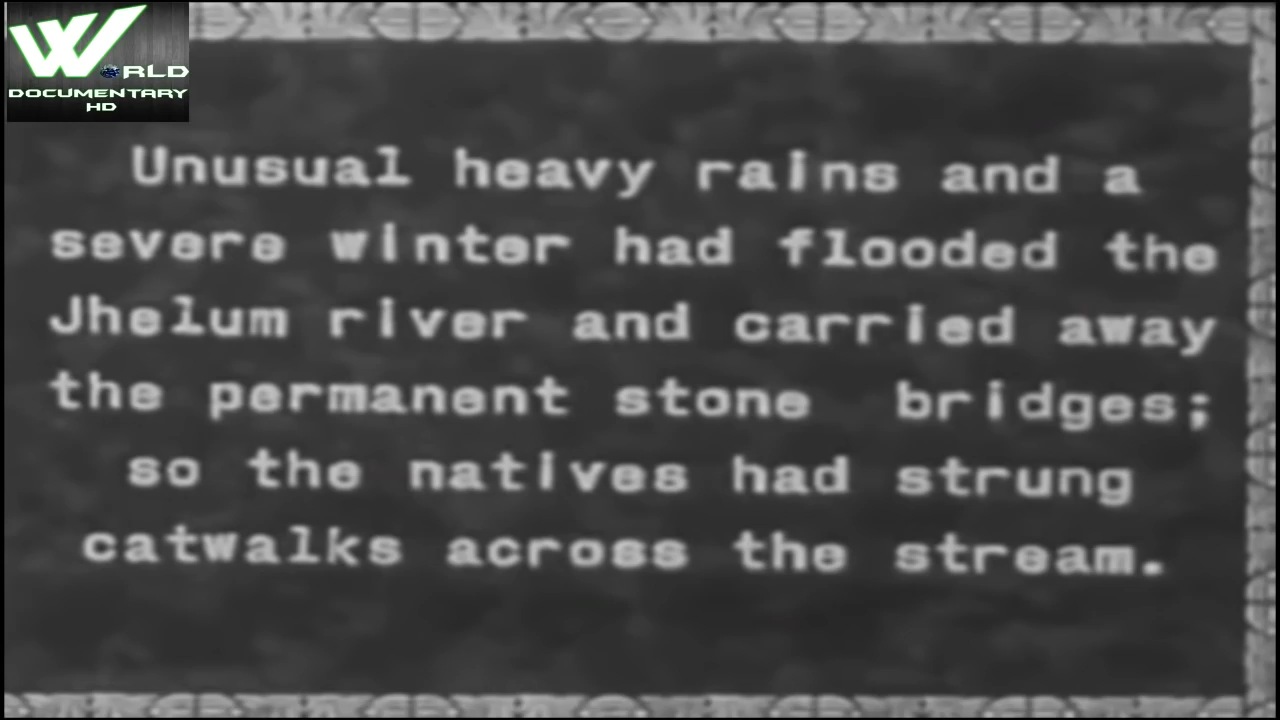 WORLD
DOCUMENTARY
HD
Unusual heavy rains and a
severe winter had flooded the
Jhelum river and carried away
the permanent stone bridges;
so the natives had strung
catwalks across the stream.